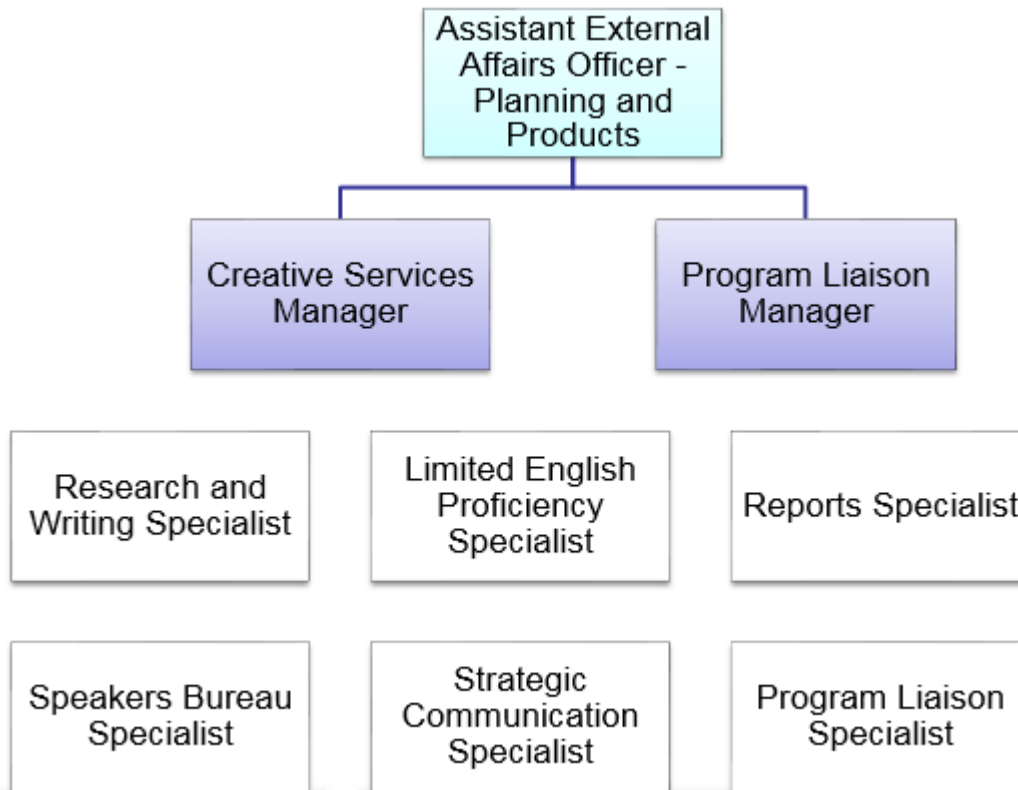 Assistant External
Affairs Officer -
Planning and
Products
Creative Services
Manager
Program Liaison
Manager
Research and
Writing Specialist
Limited English
Proficiency
Specialist
Reports Specialist
Speakers Bureau
Specialist
Strategic
Communication
Specialist
Program Liaison
Specialist